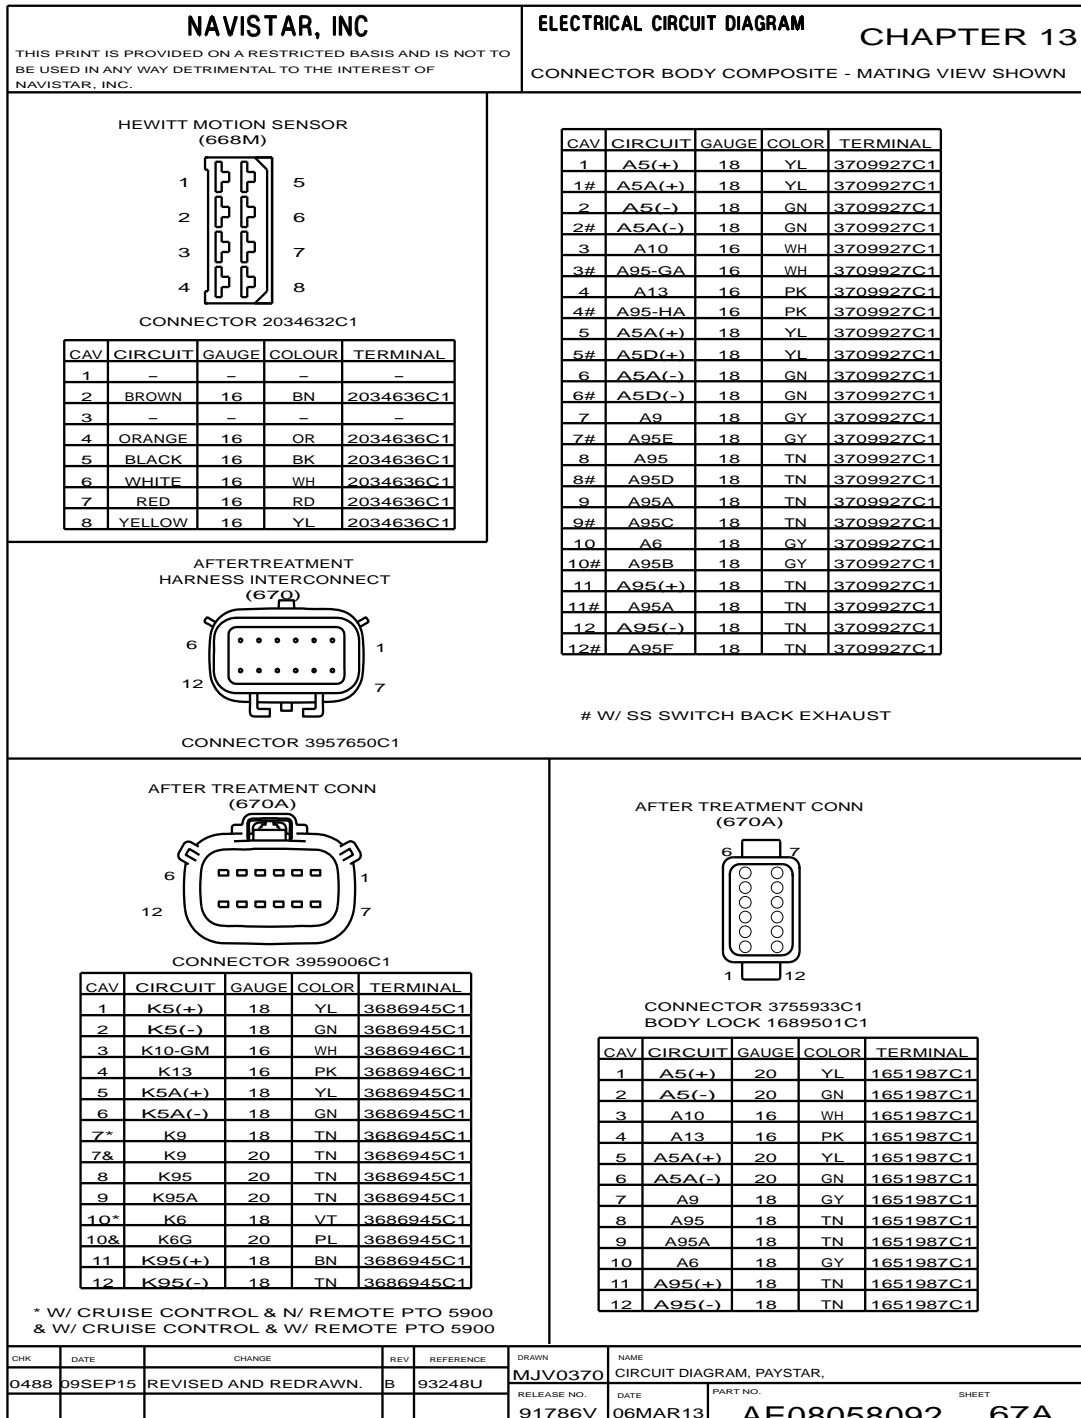 NAVISTAR, INC
THIS PRINT IS PROVIDED ON A RESTRICTED BASIS AND IS NOT TO
BE USED IN ANY WAY DETRIMENTAL TO THE INTEREST OF
NAVISTAR, INC.
ELECTRICAL CIRCUIT DIAGRAM
CHAPTER 13
CONNECTOR BODY COMPOSITE - MATING VIEW SHOWN
HEWITT MOTION SENSOR
(668M)
1 5
2 6
3 7
4 8
CONNECTOR 2034632C1
CAV CIRCUIT GAUGE COLOUR TERMINAL
1 – – – –
2 BROWN 16 BN 2034636C1
3 – – – –
4 ORANGE 16 OR 2034636C1
5 BLACK 16 BK 2034636C1
6 WHITE 16 WH 2034636C1
7 RED 16 RD 2034636C1
8 YELLOW 16 YL 2034636C1
AFTERTREATMENT
HARNESS INTERCONNECT
(670)
6 1
12 7
CONNECTOR 3957650C1
CAV CIRCUIT GAUGE COLOR TERMINAL
1 A5(+) 18 YL 3709927C1
1# A5A(+) 18 YL 3709927C1
2 A5(-) 18 GN 3709927C1
2# A5A(-) 18 GN 3709927C1
3 A10 16 WH 3709927C1
3# A95-GA 16 WH 3709927C1
4 A13 16 PK 3709927C1
4# A95-HA 16 PK 3709927C1
5 A5A(+) 18 YL 3709927C1
5# A5D(+) 18 YL 3709927C1
6 A5A(-) 18 GN 3709927C1
6# A5D(-) 18 GN 3709927C1
7 A9 18 GY 3709927C1
7# A95E 18 GY 3709927C1
8 A95 18 TN 3709927C1
8# A95D 18 TN 3709927C1
9 A95A 18 TN 3709927C1
9# A95C 18 TN 3709927C1
10 A6 18 GY 3709927C1
10# A95B 18 GY 3709927C1
11 A95(+) 18 TN 3709927C1
11# A95A 18 TN 3709927C1
12 A95(-) 18 TN 3709927C1
12# A95F 18 TN 3709927C1
# W/ SS SWITCH BACK EXHAUST
AFTER TREATMENT CONN
(670A)
6 1
12 7
CONNECTOR 3959006C1
CAV CIRCUIT GAUGE COLOR TERMINAL
1 K5(+) 18 YL 3686945C1
2 K5(-) 18 GN 3686945C1
3 K10-GM 16 WH 3686946C1
4 K13 16 PK 3686946C1
5 K5A(+) 18 YL 3686945C1
6 K5A(-) 18 GN 3686945C1
7* K9 18 TN 3686945C1
7& K9 20 TN 3686945C1
8 K95 20 TN 3686945C1
9 K95A 20 TN 3686945C1
10* K6 18 VT 3686945C1
10& K6G 20 PL 3686945C1
11 K95(+) 18 BN 3686945C1
12 K95(-) 18 TN 3686945C1
* W/ CRUISE CONTROL & N/ REMOTE PTO 5900
& W/ CRUISE CONTROL & W/ REMOTE PTO 5900
AFTER TREATMENT CONN
(670A)
6 7
1 12
CONNECTOR 3755933C1
BODY LOCK 1689501C1
CAV CIRCUIT GAUGE COLOR TERMINAL
1 A5(+) 20 YL 1651987C1
2 A5(-) 20 GN 1651987C1
3 A10 16 WH 1651987C1
4 A13 16 PK 1651987C1
5 A5A(+) 20 YL 1651987C1
6 A5A(-) 20 GN 1651987C1
7 A9 18 GY 1651987C1
8 A95 18 TN 1651987C1
9 A95A 18 TN 1651987C1
10 A6 18 GY 1651987C1
11 A95(+) 18 TN 1651987C1
12 A95(-) 18 TN 1651987C1
CHK DATE CHANGE REV REFERENCE
0488 09SEP15 REVISED AND REDRAWN. B 93248U
DRAWN NAME
MJV0370 CIRCUIT DIAGRAM, PAYSTAR,
RELEASE NO. DATE PART NO. SHEET
91786V 06MAR13 AE08058092 67A